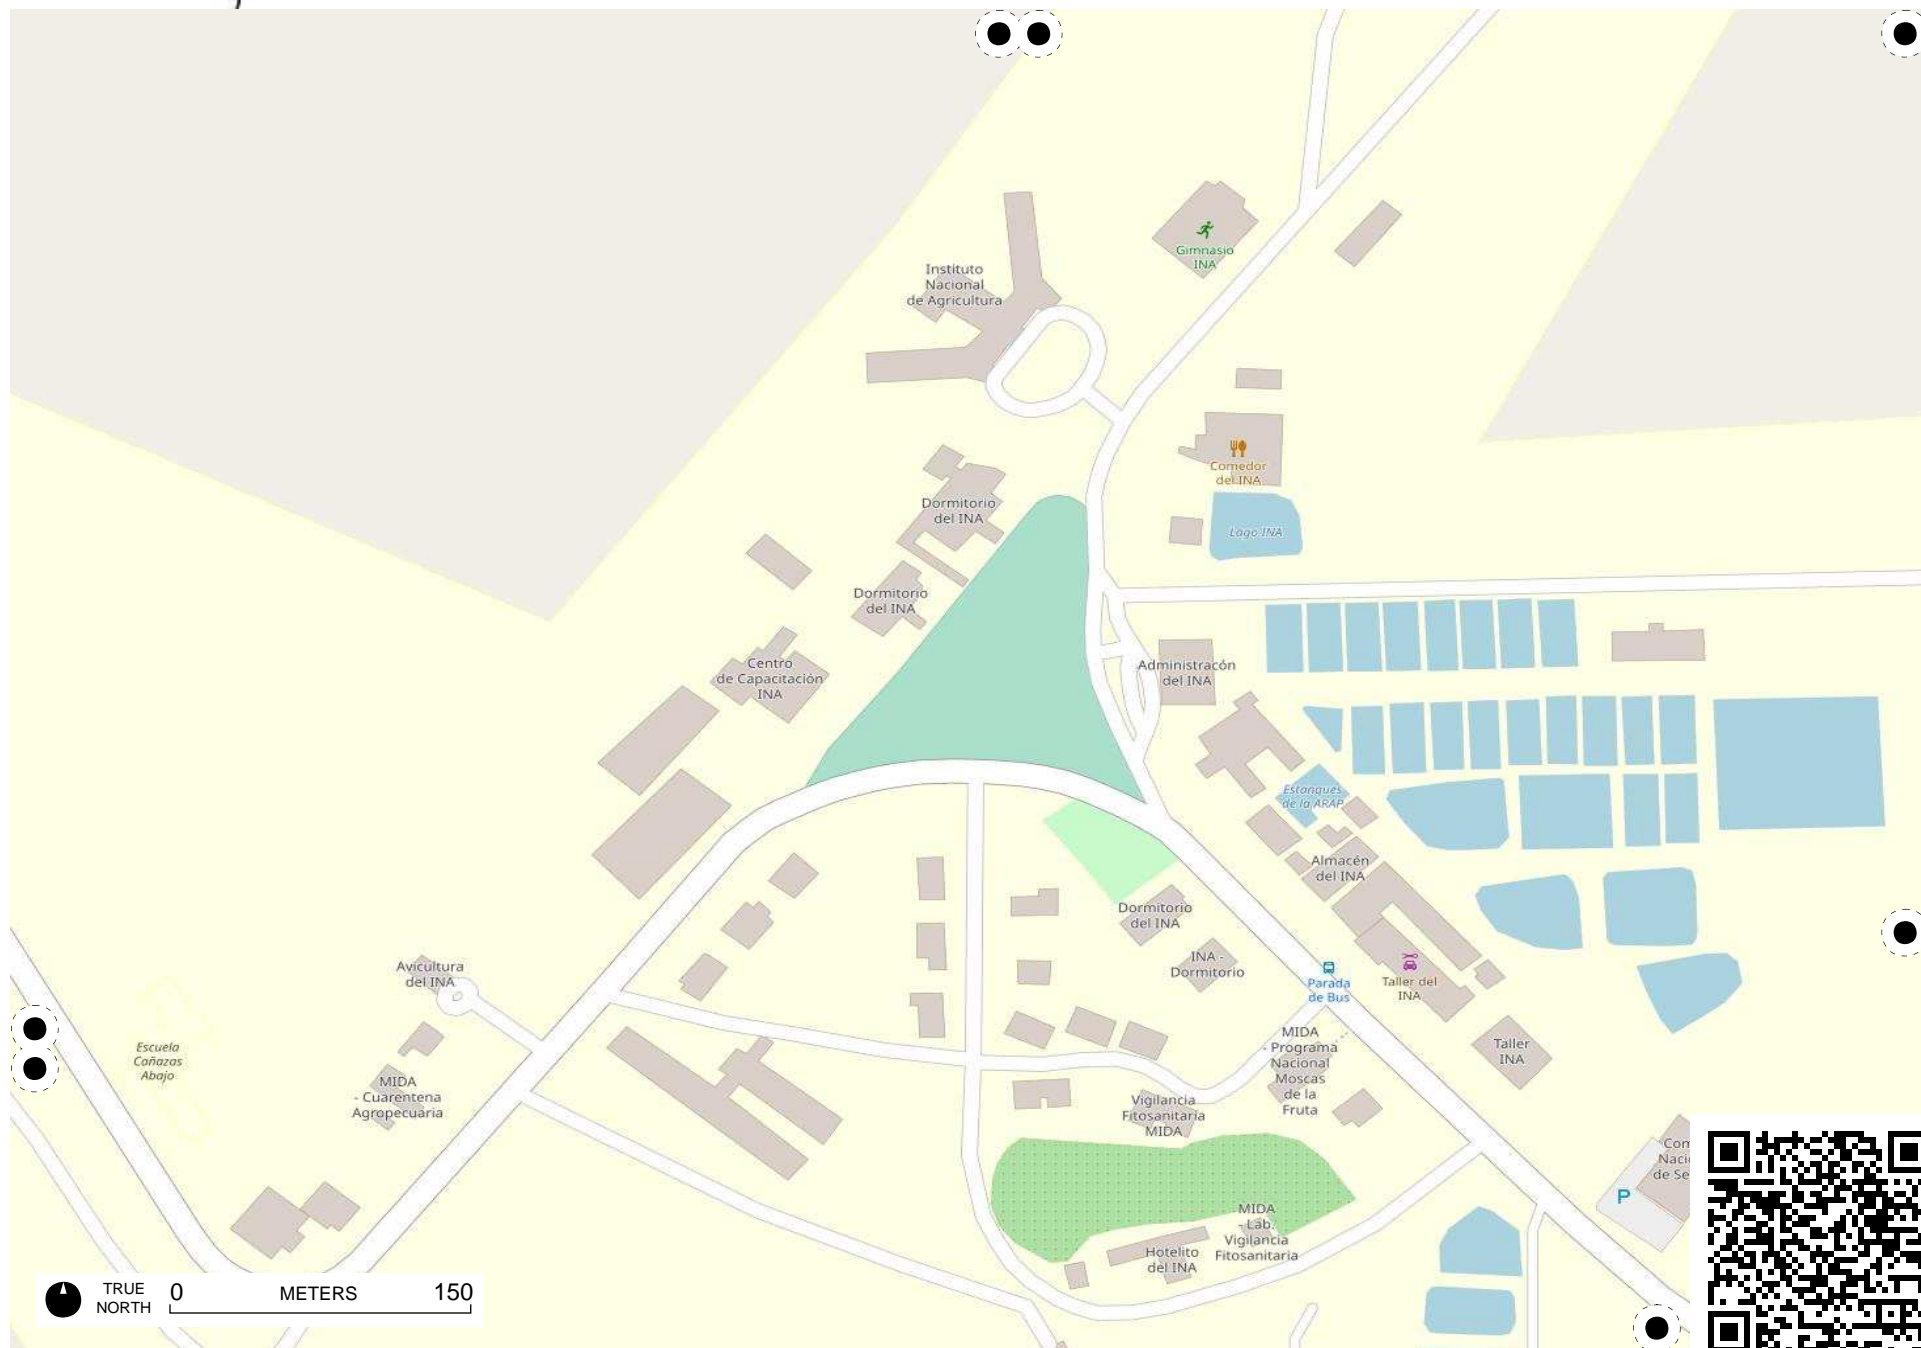 Gimnasio
INA
Instituto
Nacional
de Agricultura
Comedor
del INA
Dormitorio
del INA
Lago INA
Dormitorio
del INA
Centro
de Capacitación
INA
Administracón
del INA
Estanques
de la ARAP
Almacén
del INA
Dormitorio
del INA
INA -
Dormitorio
Avicultura
del INA
Parada
de Bus
Taller del
INA
Escuela
Cañazas
Abajo
MIDA
- Programa
Nacional
Moscas
de la
Fruta
Taller
INA
MIDA
- Cuarentena
Agropecuaria
Vigilancia
Fitosanitaria
MIDA
P
MIDA
- Lab.
Vigilancia
Fitosanitaria
Hotelito
del INA
TRUE
NORTH
0 METERS 150